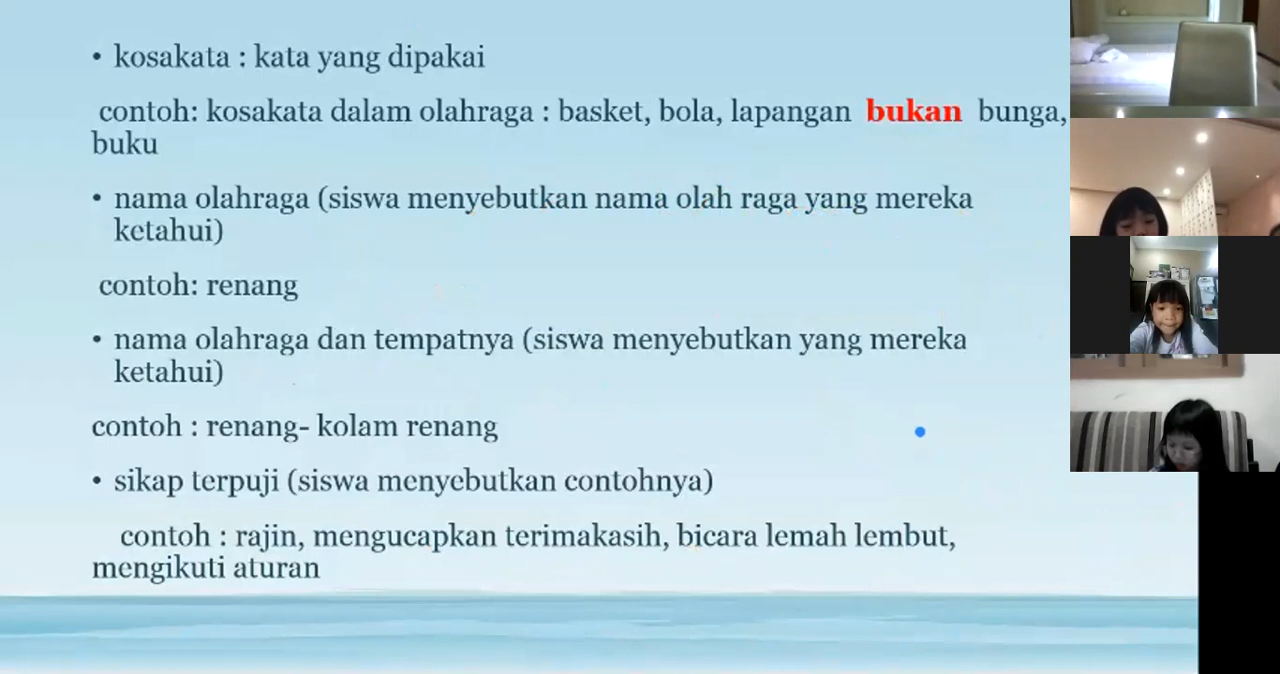 • kosakata : kata yang dipakai
contoh: kosakata dalam olahraga : basket, bola, lapangan bukan bunga,
buku
• nama olahraga (siswa menyebutkan nama olah raga yang mereka
ketahui)
contoh: renang
• nama olahraga dan tempatnya (siswa menyebutkan yang mereka
ketahui)
contoh : renang- kolam renang
• sikap terpuji (siswa menyebutkan contohnya)
contoh : rajin, mengucapkan terimakasih, bicara lemah lembut,
mengikuti aturan